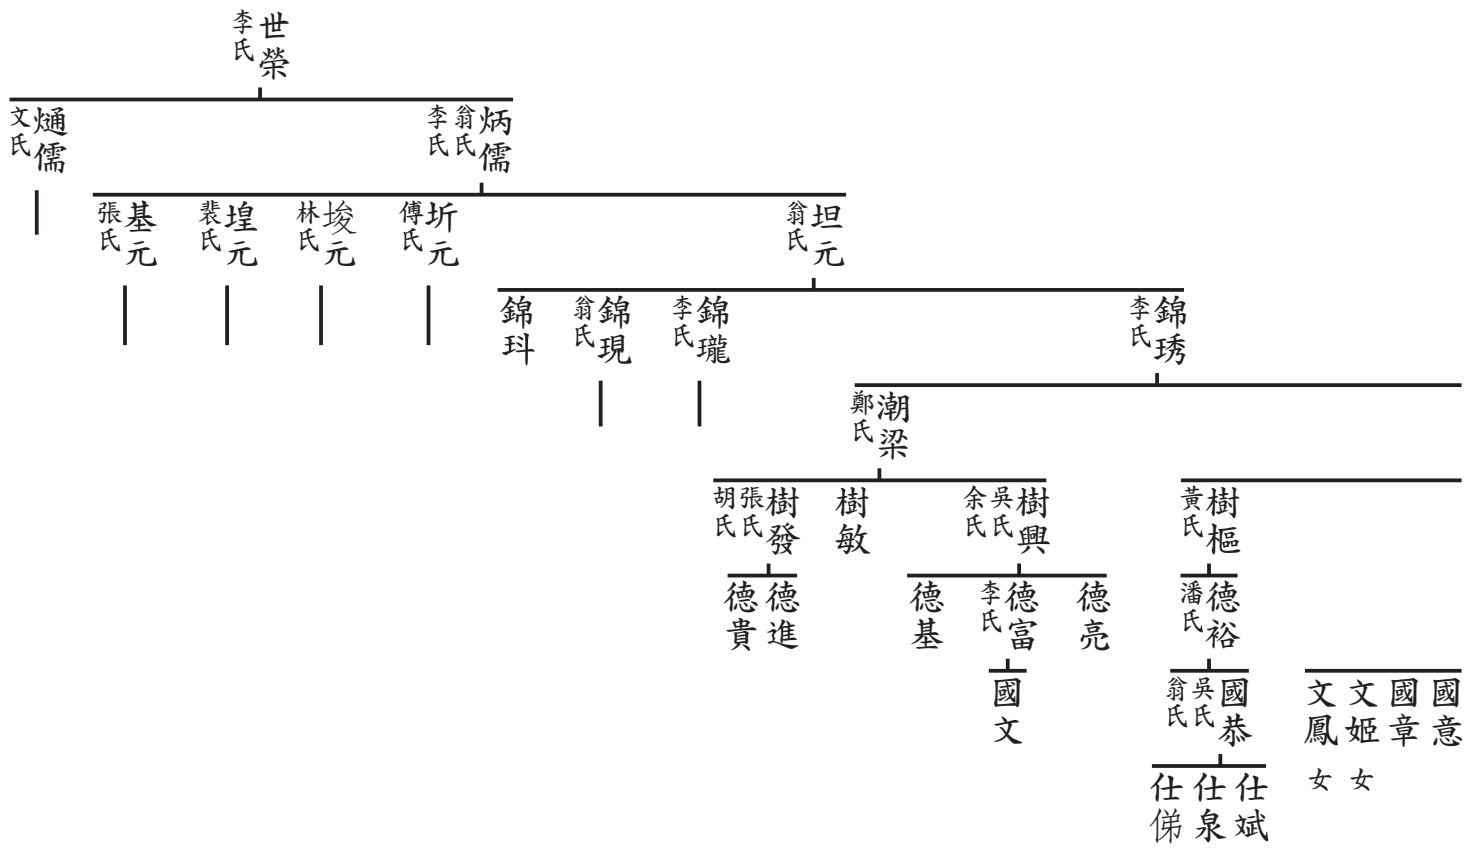 世榮
李氏
炳儒
翁氏
李氏
熥儒
文氏
坦元
翁氏
圻元
傅氏
埈元
林氏
埕元
裴氏
基元
張氏
錦琇
李氏
錦瓏
李氏
錦現
翁氏
錦玝
潮梁
鄭氏
樹樞
黃氏
樹興
吳氏
余氏
樹敏
樹發
張氏
胡氏
德裕
潘氏
德亮
德富
李氏
德基
德進
德貴
國意
國章
文姬 女
文鳳 女
國恭
吳氏
翁氏
國文
仕斌
仕泉
仕俤